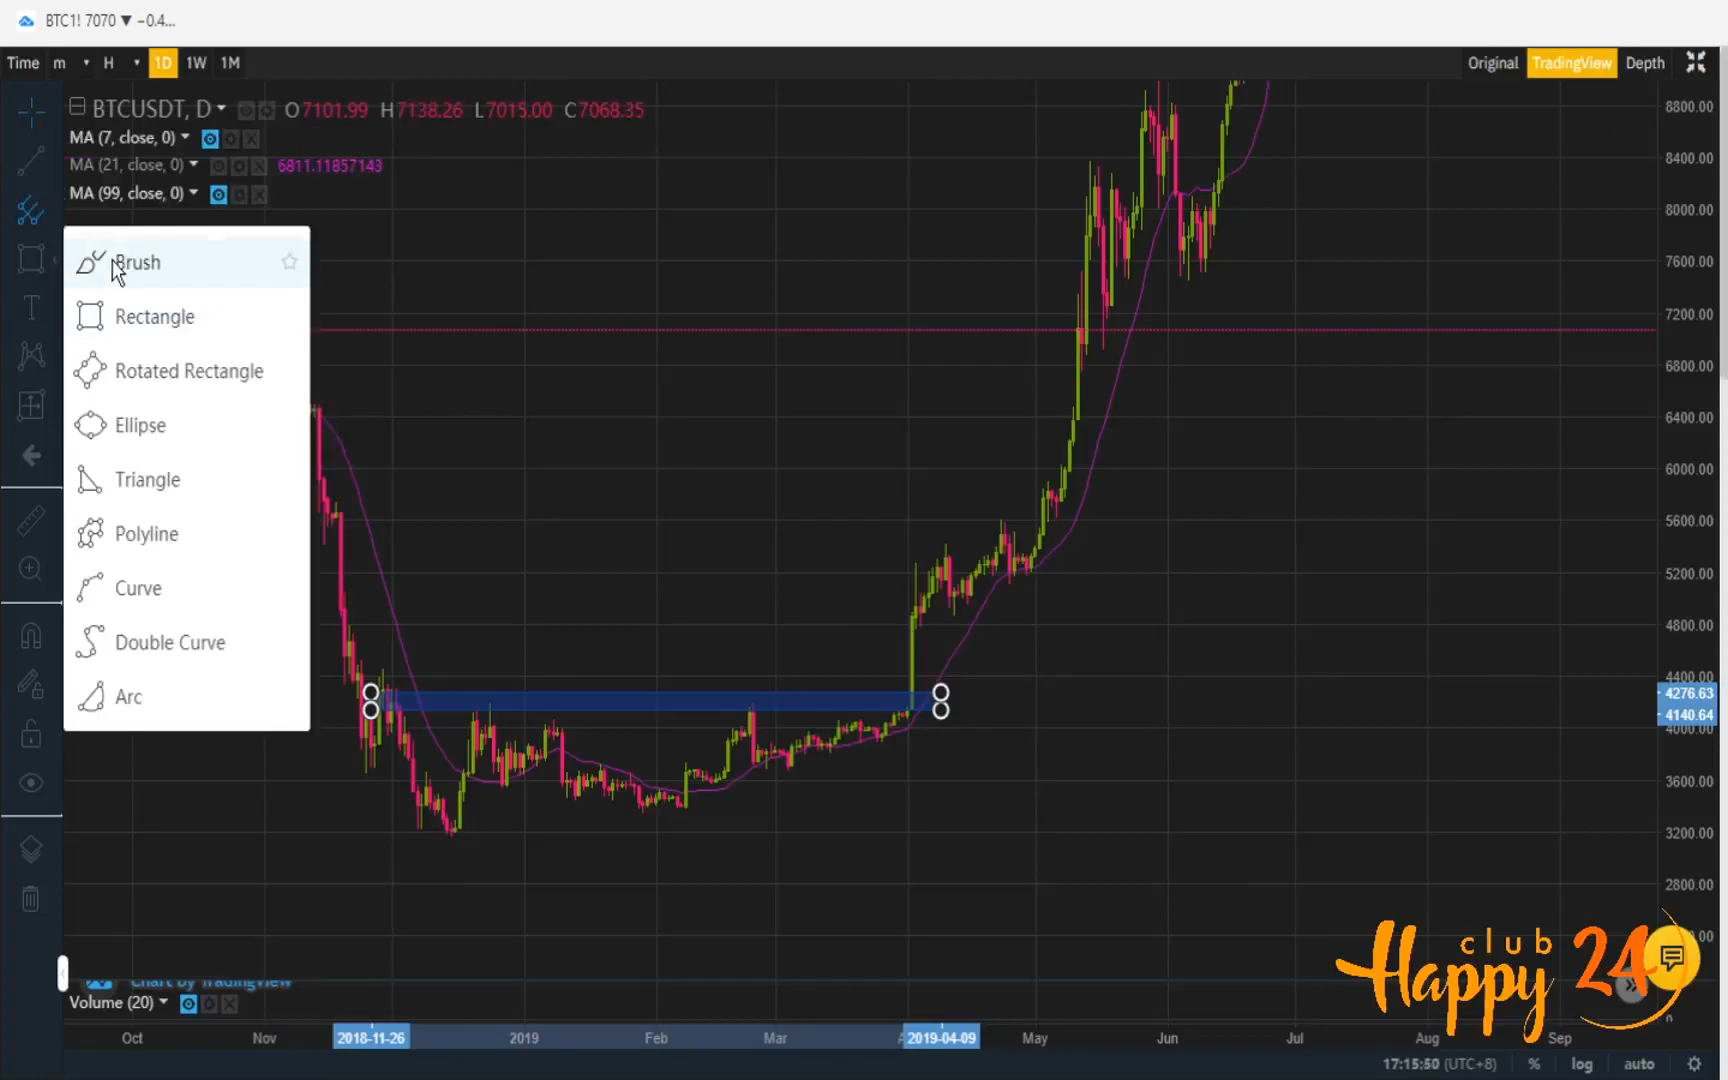 BTC1! 7070 ▼ −0.4...
Time m ▾ H ▾ 1D 1W 1M
Original TradingView Depth
BTCUSDT, D O7101.99 H7138.26 L7015.00 C7068.35
MA (7, close, 0)
MA (21, close, 0) 6811.11857143
MA (99, close, 0)
Brush
Rectangle
Rotated Rectangle
Ellipse
Triangle
Polyline
Curve
Double Curve
Arc
8800.00
8400.00
8000.00
7600.00
7200.00
6800.00
6400.00
6000.00
5600.00
5200.00
4800.00
4400.00
4276.63
4140.64
4000.00
3600.00
3200.00
2800.00
club
Happy 24
Chart by TradingView
Volume (20)
Oct Nov 2018-11-26 2019 Feb Mar 2019-04-09 May Jun Jul Aug Sep
17:15:50 (UTC+8) % log auto